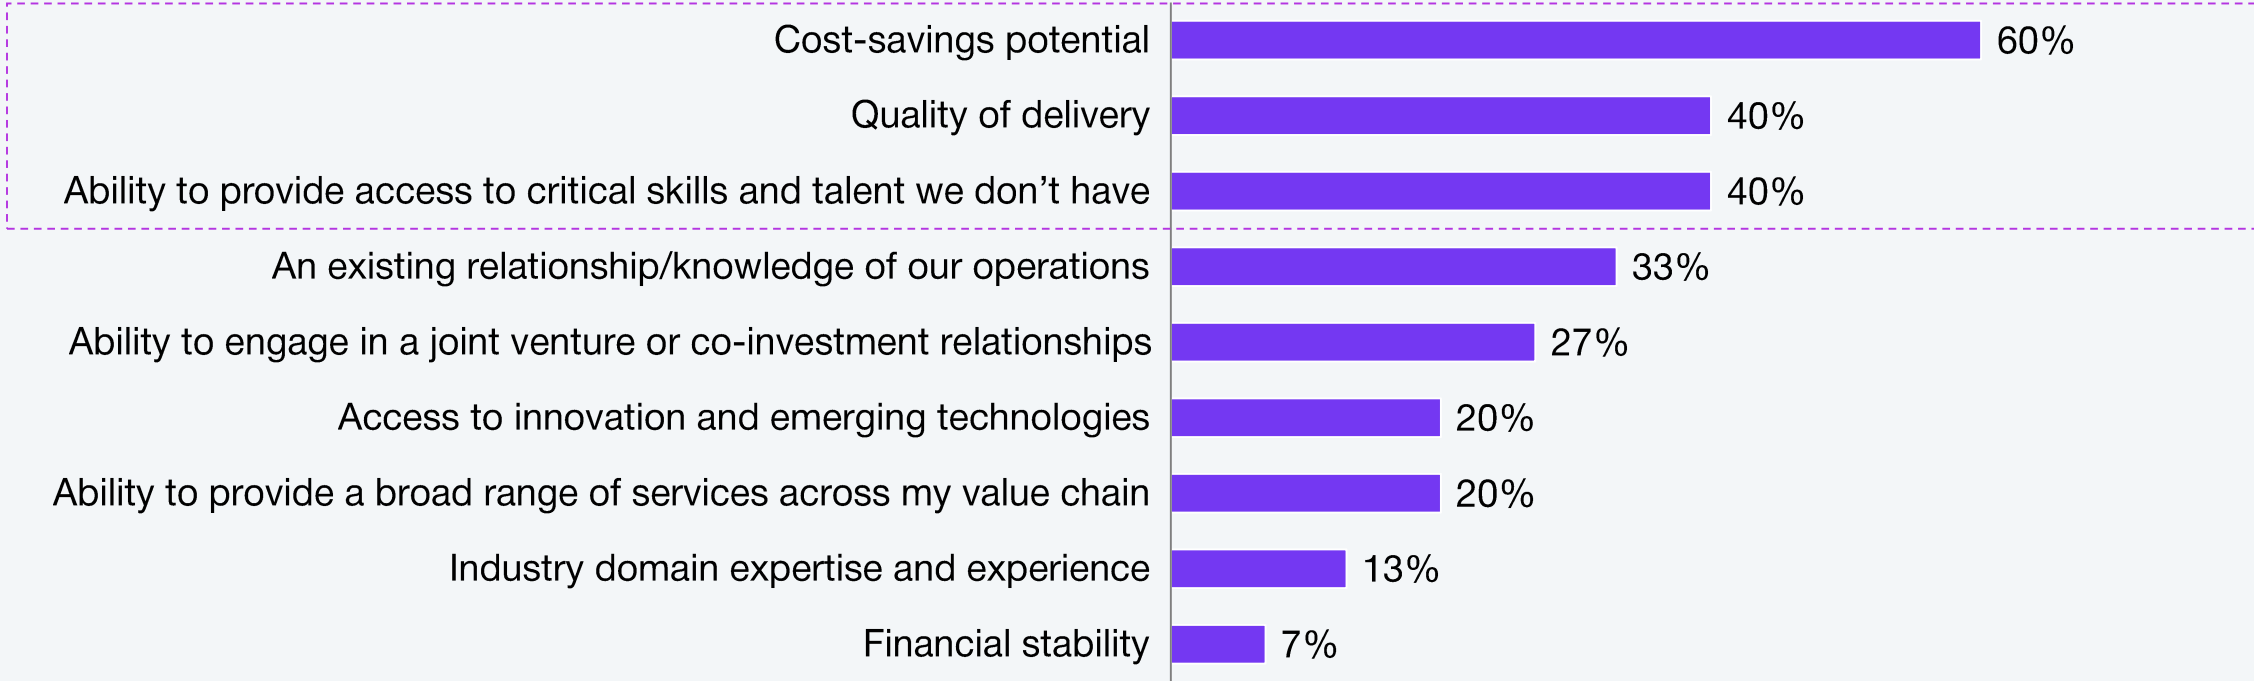 Cost-savings potential 60%
Quality of delivery 40%
Ability to provide access to critical skills and talent we don’t have 40%
An existing relationship/knowledge of our operations 33%
Ability to engage in a joint venture or co-investment relationships 27%
Access to innovation and emerging technologies 20%
Ability to provide a broad range of services across my value chain 20%
Industry domain expertise and experience 13%
Financial stability 7%